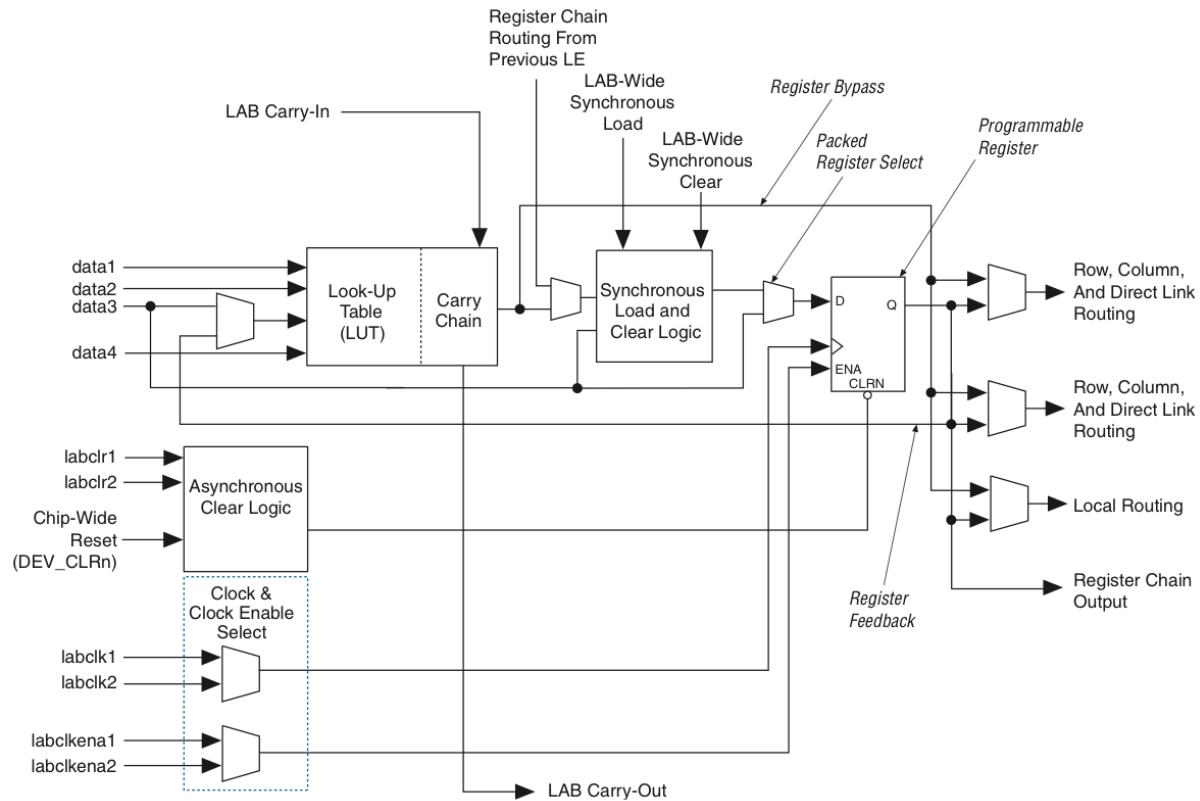 Register Chain
Routing From
Previous LE
LAB-Wide
Synchronous
Load
Register Bypass
LAB Carry-In
LAB-Wide
Synchronous
Clear
Packed
Register Select
Programmable
Register
data1
data2
data3
data4
Look-Up
Table
(LUT)
Carry
Chain
Synchronous
Load and
Clear Logic
D
Q
ENA
CLRN
Row, Column,
And Direct Link
Routing
Row, Column,
And Direct Link
Routing
Local Routing
Register Chain
Output
labclr1
labclr2
Chip-Wide
Reset
(DEV_CLRn)
Asynchronous
Clear Logic
Register
Feedback
Clock &
Clock Enable
Select
labclk1
labclk2
labclkena1
labclkena2
LAB Carry-Out